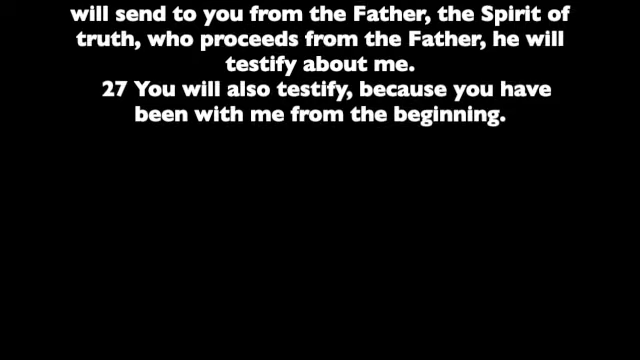 will send to you from the Father, the Spirit of
truth, who proceeds from the Father, he will
testify about me.
27 You will also testify, because you have
been with me from the beginning.